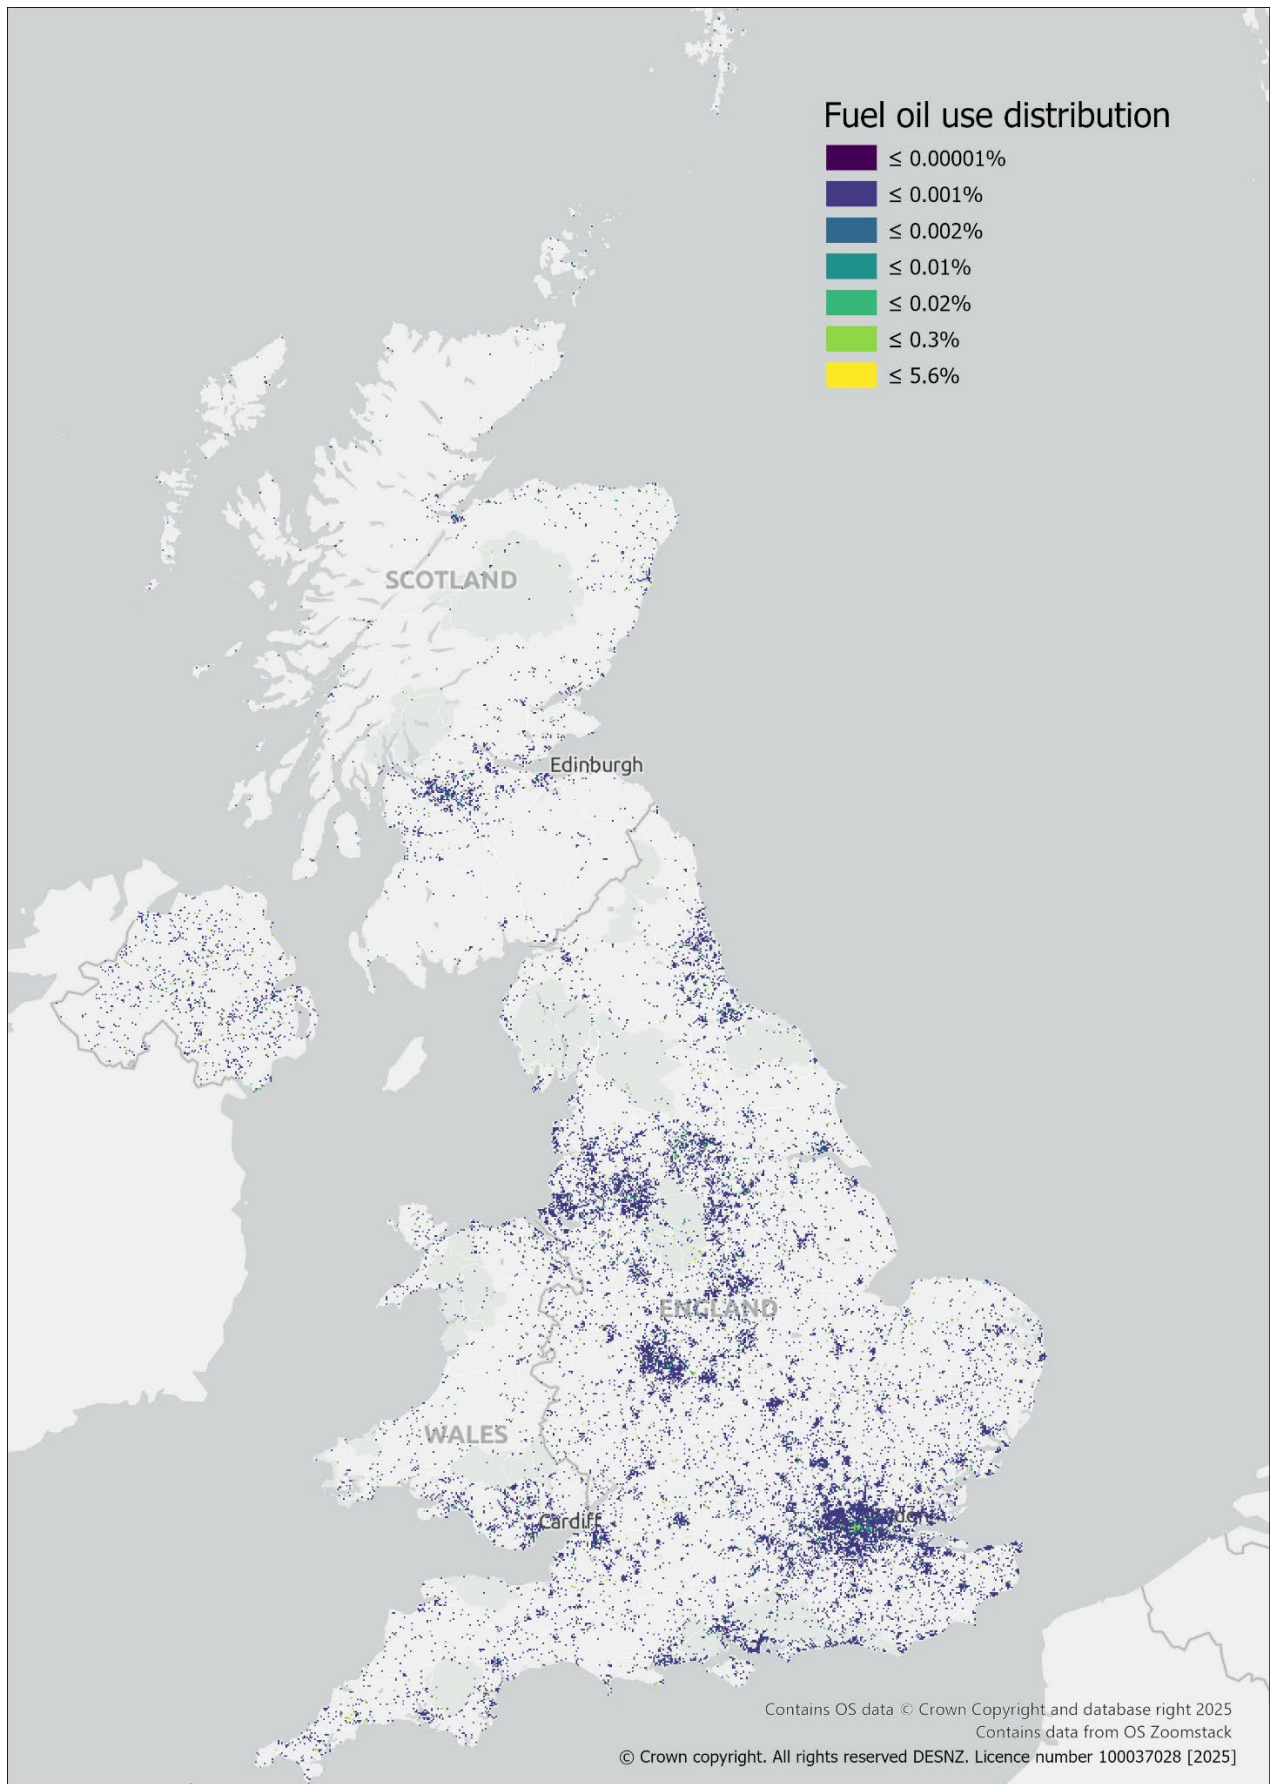 Fuel oil use distribution
≤ 0.00001%
≤ 0.001%
≤ 0.002%
≤ 0.01%
≤ 0.02%
≤ 0.3%
≤ 5.6%
SCOTLAND
Edinburgh
ENGLAND
WALES
Cardiff
Contains OS data © Crown Copyright and database right 2025
Contains data from OS Zoomstack
© Crown copyright. All rights reserved DESNZ. Licence number 100037028 [2025]